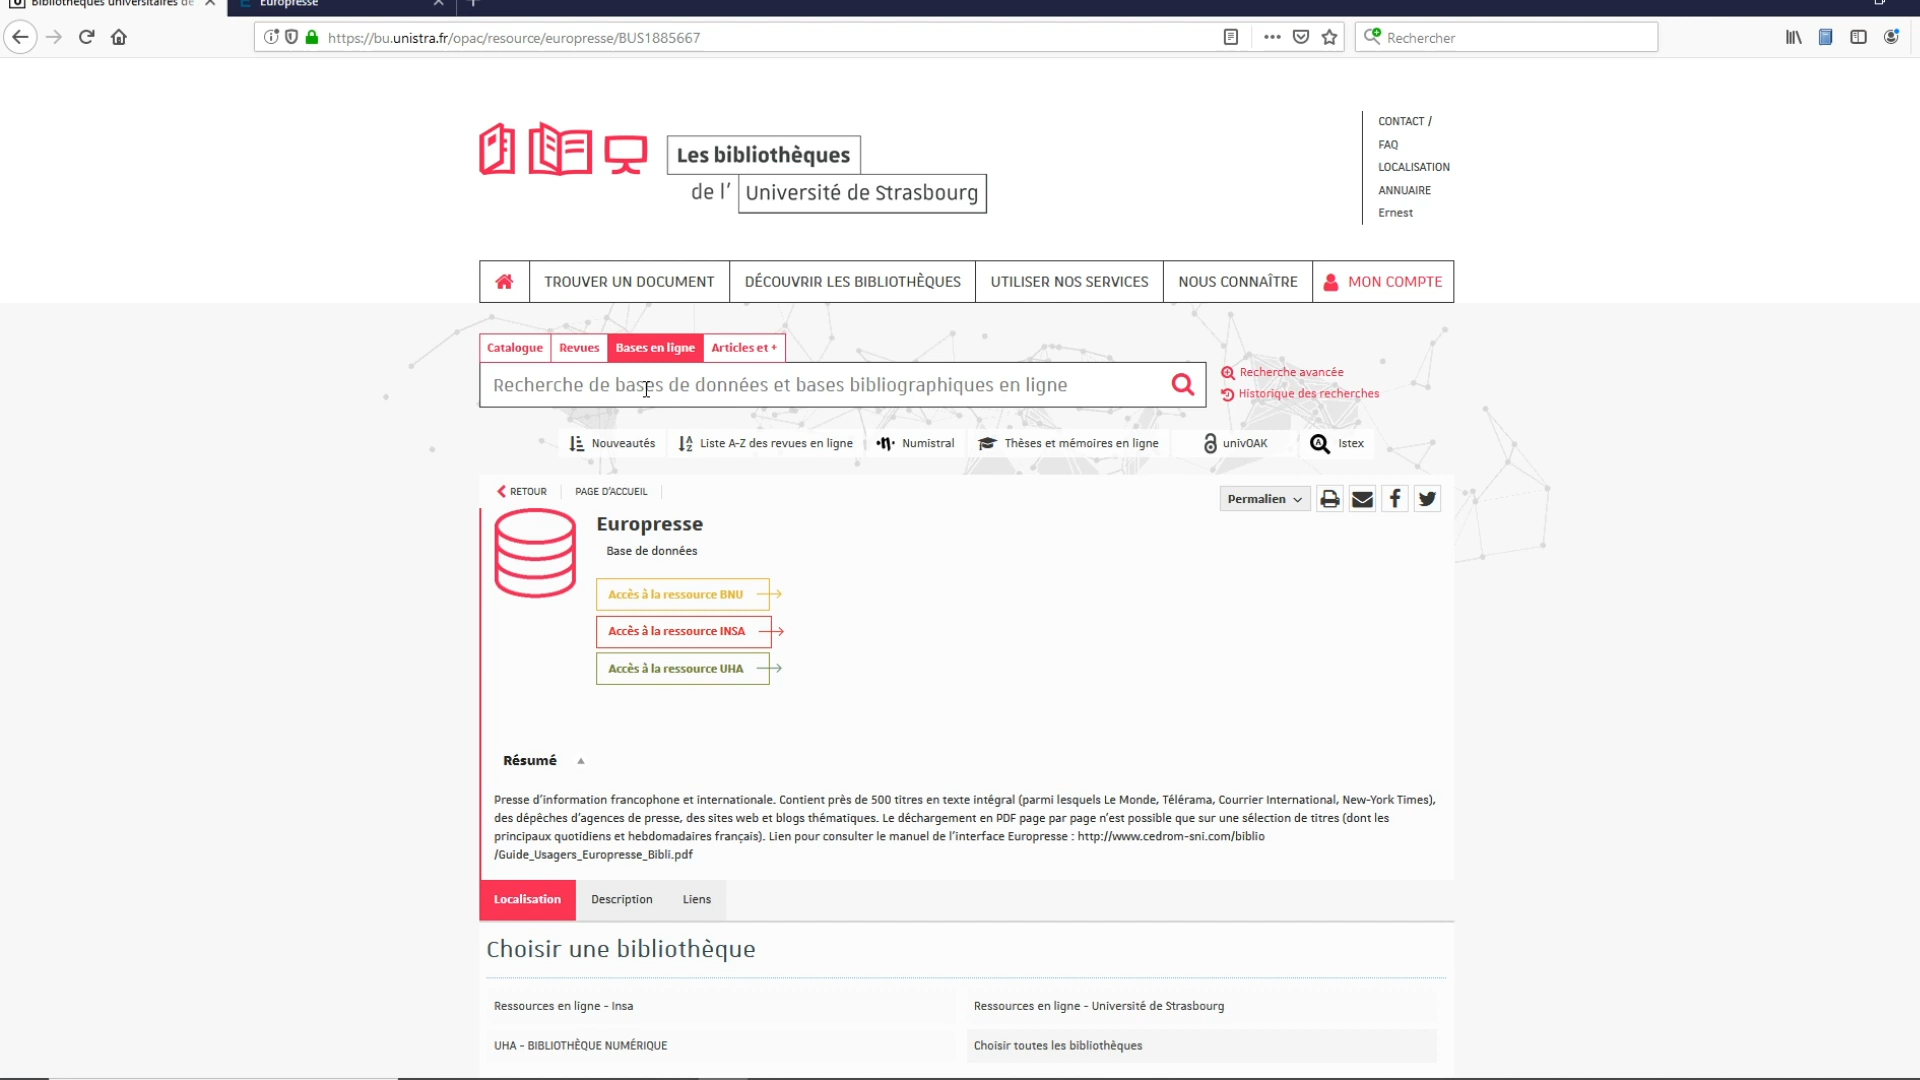 Bibliothèques universitaires de
Europresse
https://bu.unistra.fr/opac/resource/europresse/BUS1885667
Rechercher
Les bibliothèques
de l' Université de Strasbourg
CONTACT /
FAQ
LOCALISATION
ANNUAIRE
Ernest
TROUVER UN DOCUMENT
DÉCOUVRIR LES BIBLIOTHÈQUES
UTILISER NOS SERVICES
NOUS CONNAÎTRE
MON COMPTE
Catalogue
Revues
Bases en ligne
Articles et +
Recherche de bases de données et bases bibliographiques en ligne
Recherche avancée
Historique des recherches
Nouveautés
Liste A-Z des revues en ligne
Numistral
Thèses et mémoires en ligne
univOAK
Istex
RETOUR
PAGE D'ACCUEIL
Permalien
Europresse
Base de données
Accès à la ressource BNU
Accès à la ressource INSA
Accès à la ressource UHA
Résumé
Presse d'information francophone et internationale. Contient près de 500 titres en texte intégral (parmi lesquels Le Monde, Télérama, Courrier International, New-York Times),
des dépêches d'agences de presse, des sites web et blogs thématiques. Le déchargement en PDF page par page n'est possible que sur une sélection de titres (dont les
principaux quotidiens et hebdomadaires français). Lien pour consulter le manuel de l'interface Europresse : http://www.cedrom-sni.com/biblio
/Guide_Usagers_Europresse_Bibli.pdf
Localisation
Description
Liens
Choisir une bibliothèque
Ressources en ligne - Insa
Ressources en ligne - Université de Strasbourg
UHA - BIBLIOTHÈQUE NUMÉRIQUE
Choisir toutes les bibliothèques